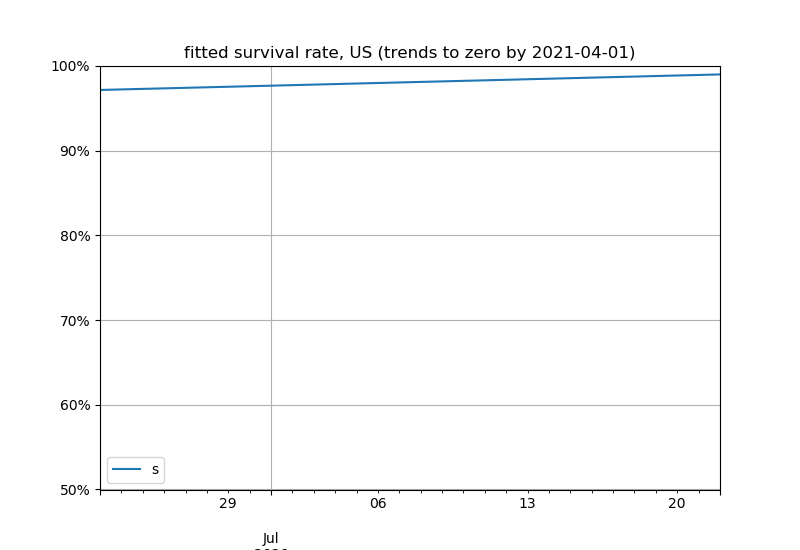 fitted survival rate, US (trends to zero by 2021-04-01)
100%
90%
80%
70%
60%
50%
s
29 06 13 20
Jul